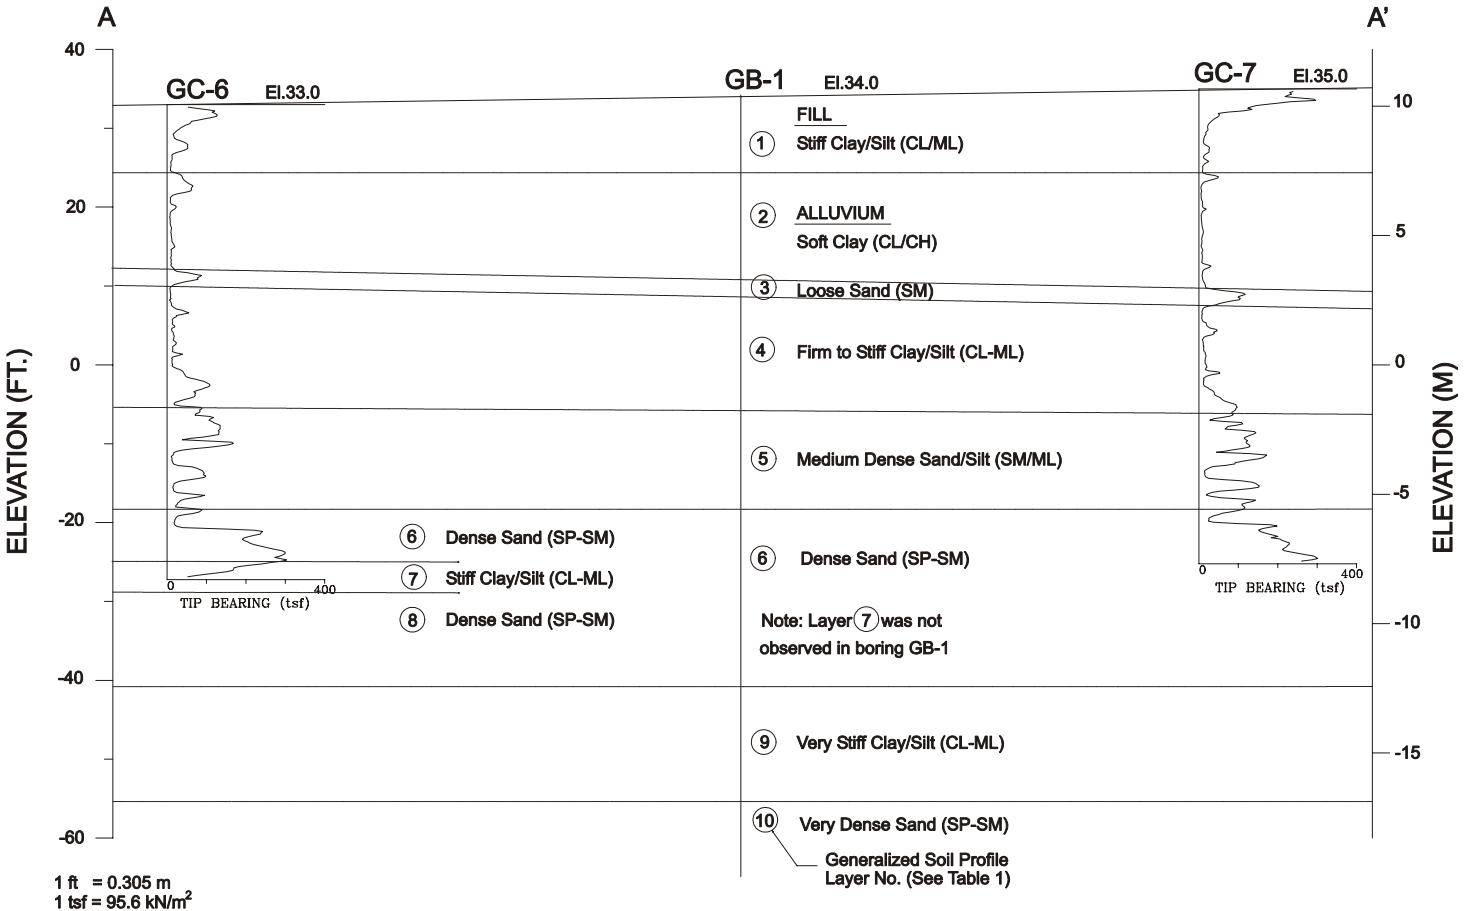 A
A'
40
GC-6
El.33.0
GB-1
El.34.0
GC-7
El.35.0
10
FILL
1 Stiff Clay/Silt (CL/ML)
20
2 ALLUVIUM
Soft Clay (CL/CH)
5
3 Loose Sand (SM)
4 Firm to Stiff Clay/Silt (CL-ML)
0
0
ELEVATION (FT.)
ELEVATION (M)
5 Medium Dense Sand/Silt (SM/ML)
-5
-20
6 Dense Sand (SP-SM)
6 Dense Sand (SP-SM)
7 Stiff Clay/Silt (CL-ML)
0 400
TIP BEARING (tsf)
0 400
TIP BEARING (tsf)
8 Dense Sand (SP-SM)
Note: Layer 7 was not
observed in boring GB-1
-10
-40
9 Very Stiff Clay/Silt (CL-ML)
-15
10 Very Dense Sand (SP-SM)
-60
Generalized Soil Profile
Layer No. (See Table 1)
1 ft = 0.305 m
1 tsf = 95.6 kN/m²